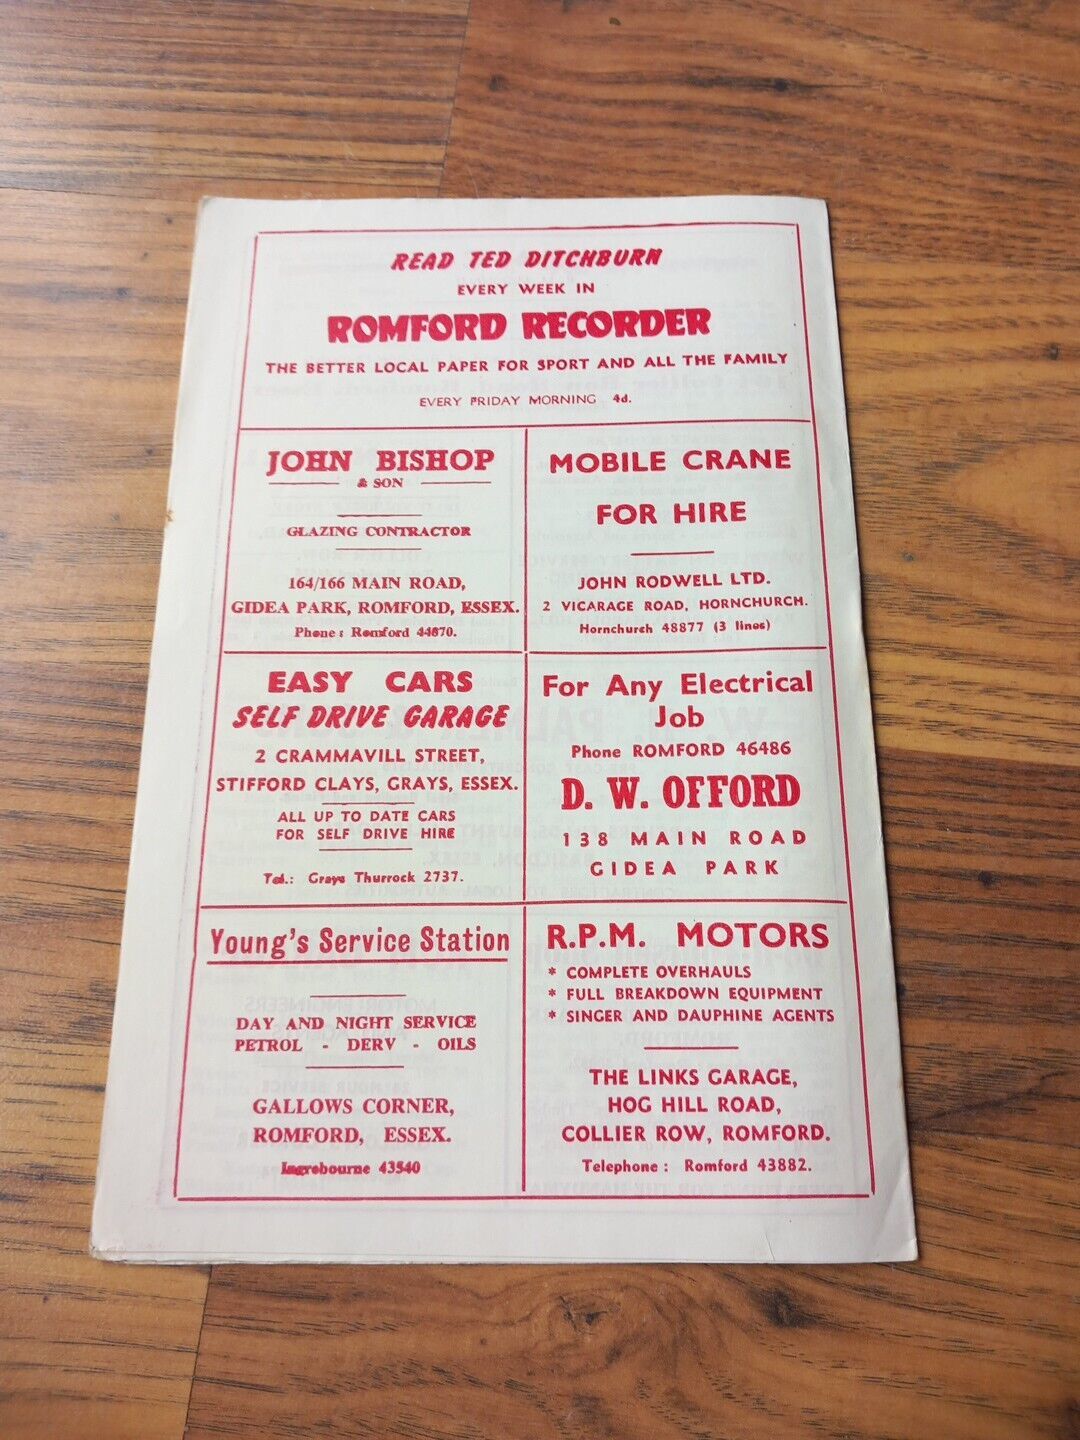 READ TED DITCHBURN
EVERY WEEK IN
ROMFORD RECORDER
THE BETTER LOCAL PAPER FOR SPORT AND ALL THE FAMILY
EVERY FRIDAY MORNING 4d.
JOHN BISHOP
& SON
GLAZING CONTRACTOR
164/166 MAIN ROAD,
GIDEA PARK, ROMFORD, ESSEX.
Phone: Romford 44870.
MOBILE CRANE
FOR HIRE
JOHN RODWELL LTD.
2 VICARAGE ROAD, HORNCHURCH.
Hornchurch 48877 (3 lines)
EASY CARS
SELF DRIVE GARAGE
2 CRAMMAVILL STREET,
STIFFORD CLAYS, GRAYS, ESSEX.
ALL UP TO DATE CARS
FOR SELF DRIVE HIRE
Tel.: Grays Thurrock 2737.
For Any Electrical
Job
Phone ROMFORD 46486
D. W. OFFORD
138 MAIN ROAD
GIDEA PARK
Young's Service Station
DAY AND NIGHT SERVICE
PETROL - DERV - OILS
GALLOWS CORNER,
ROMFORD, ESSEX.
Ingrebourne 43540
R.P.M. MOTORS
* COMPLETE OVERHAULS
* FULL BREAKDOWN EQUIPMENT
* SINGER AND DAUPHINE AGENTS
THE LINKS GARAGE,
HOG HILL ROAD,
COLLIER ROW, ROMFORD.
Telephone: Romford 43882.